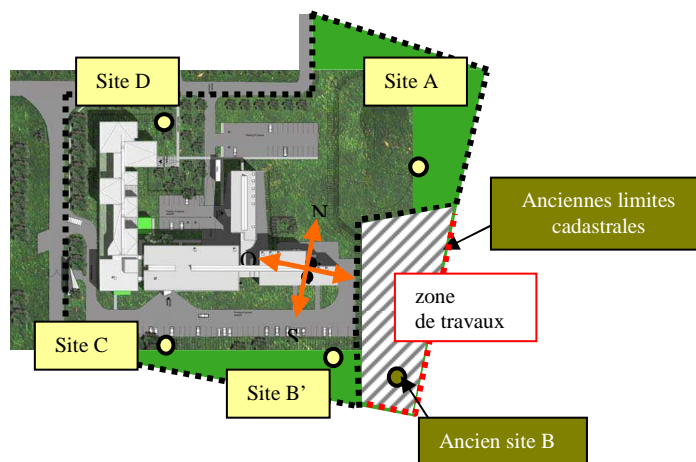 Site D
Site A
Anciennes limites
cadastrales
N
O
S
zone
de travaux
Site C
Site B’
Ancien site B